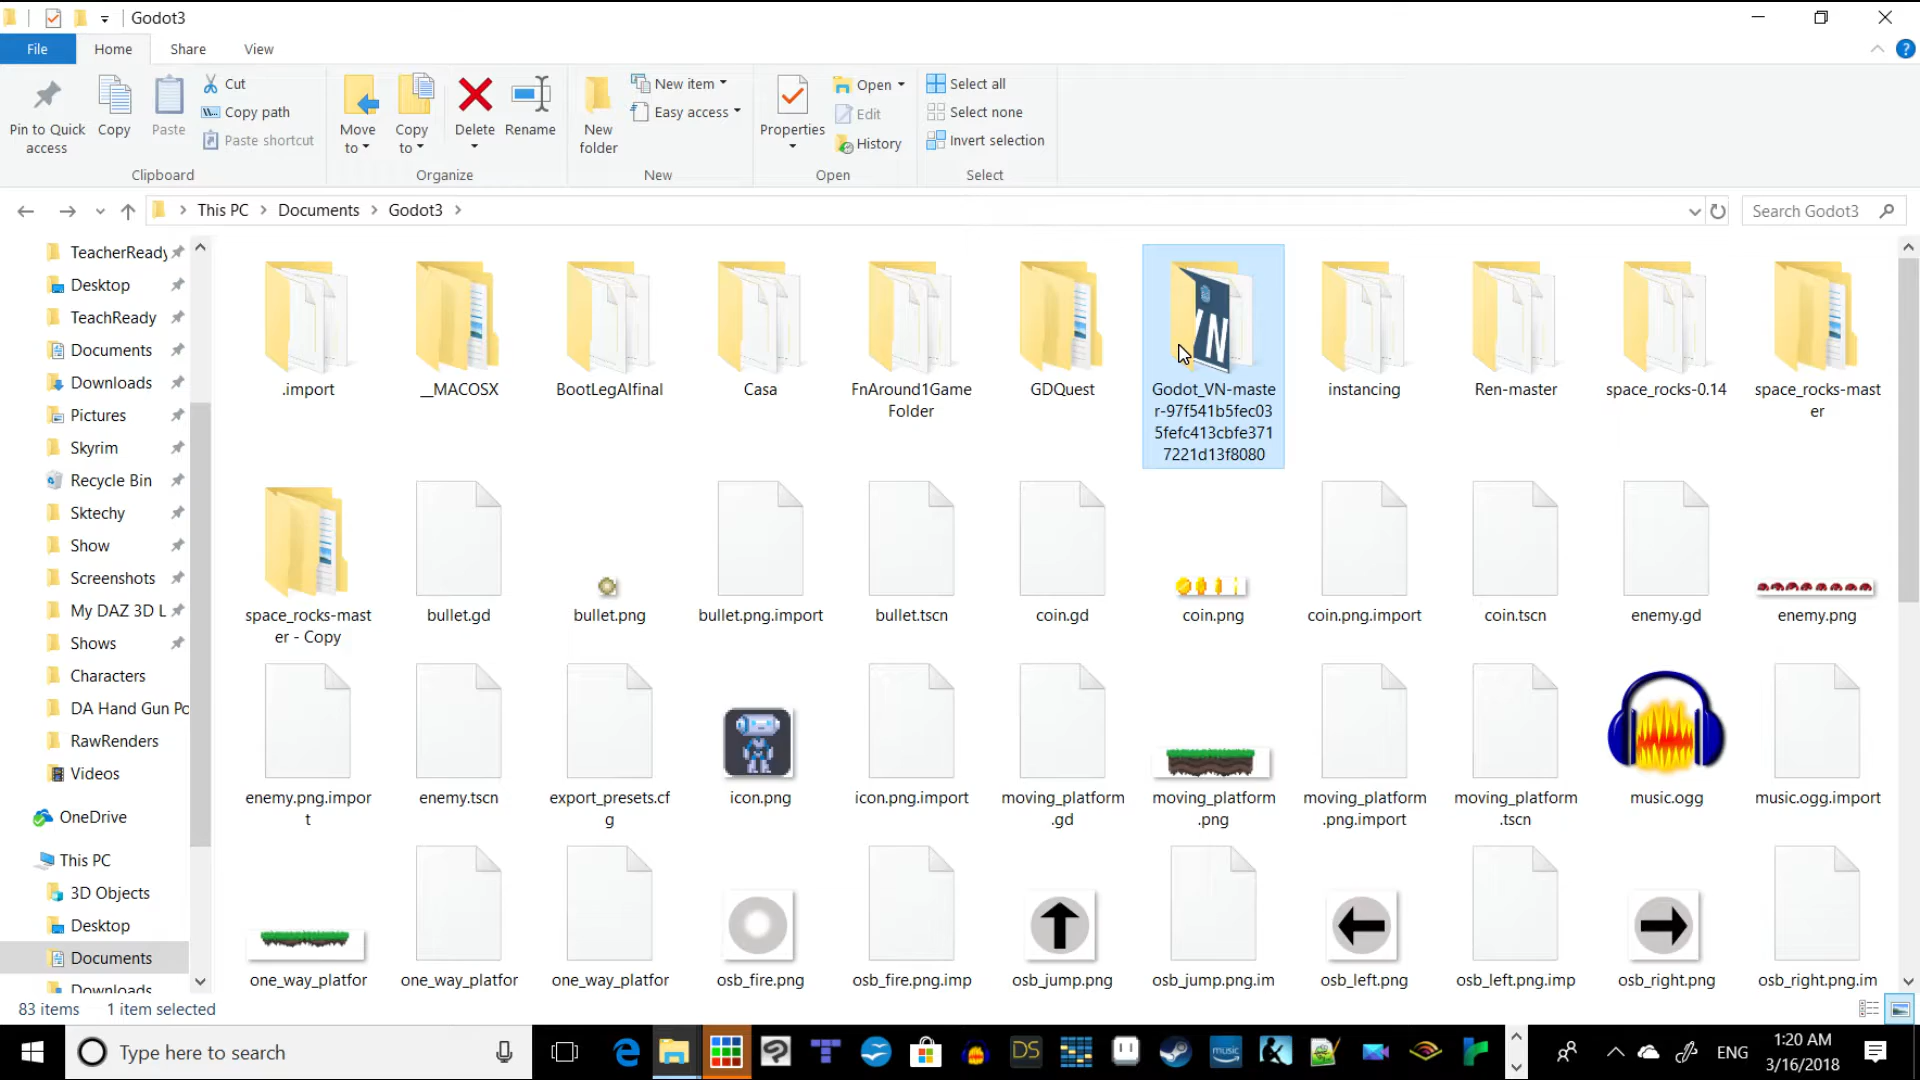 Godot3
File
Home
Share
View
Pin to Quick
access
Copy
Paste
Cut
Copy path
Paste shortcut
Clipboard
Move
to
Copy
to
Delete
Rename
Organize
New
folder
New item
Easy access
New
Properties
Open
Edit
History
Open
Select all
Select none
Invert selection
Select
This PC
Documents
Godot3
Search Godot3
TeacherReady
Desktop
TeachReady
Documents
Downloads
Pictures
Skyrim
Recycle Bin
Sktechy
Show
Screenshots
My DAZ 3D L
Shows
Characters
DA Hand Gun Po
RawRenders
Videos
OneDrive
This PC
3D Objects
Desktop
Documents
Downloads
.import
__MACOSX
BootLegAIfinal
Casa
FnAround1Game
Folder
GDQuest
VN
Godot_VN-maste
r-97f541b5fec03
5fefc413cbfe371
7221d13f8080
instancing
Ren-master
space_rocks-0.14
space_rocks-mast
er
space_rocks-mast
er - Copy
bullet.gd
bullet.png
bullet.png.import
bullet.tscn
coin.gd
coin.png
coin.png.import
coin.tscn
enemy.gd
enemy.png
enemy.png.impor
t
enemy.tscn
export_presets.cf
g
icon.png
icon.png.import
moving_platform
.gd
moving_platform
.png
moving_platform
.png.import
moving_platform
.tscn
music.ogg
music.ogg.import
one_way_platfor
one_way_platfor
one_way_platfor
osb_fire.png
osb_fire.png.imp
osb_jump.png
osb_jump.png.im
osb_left.png
osb_left.png.imp
osb_right.png
osb_right.png.im
83 items
1 item selected
Type here to search
DS
music
ENG
1:20 AM
3/16/2018